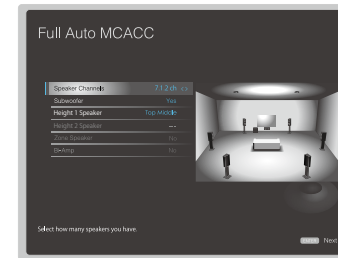 Full Auto MCACC
Speaker Channels 7.1.2 ch
Subwoofer Yes
Height 1 Speaker Top Middle
Height 2 Speaker ---
Zone Speaker No
Bi-Amp No
Select how many speakers you have.
ENTER Next